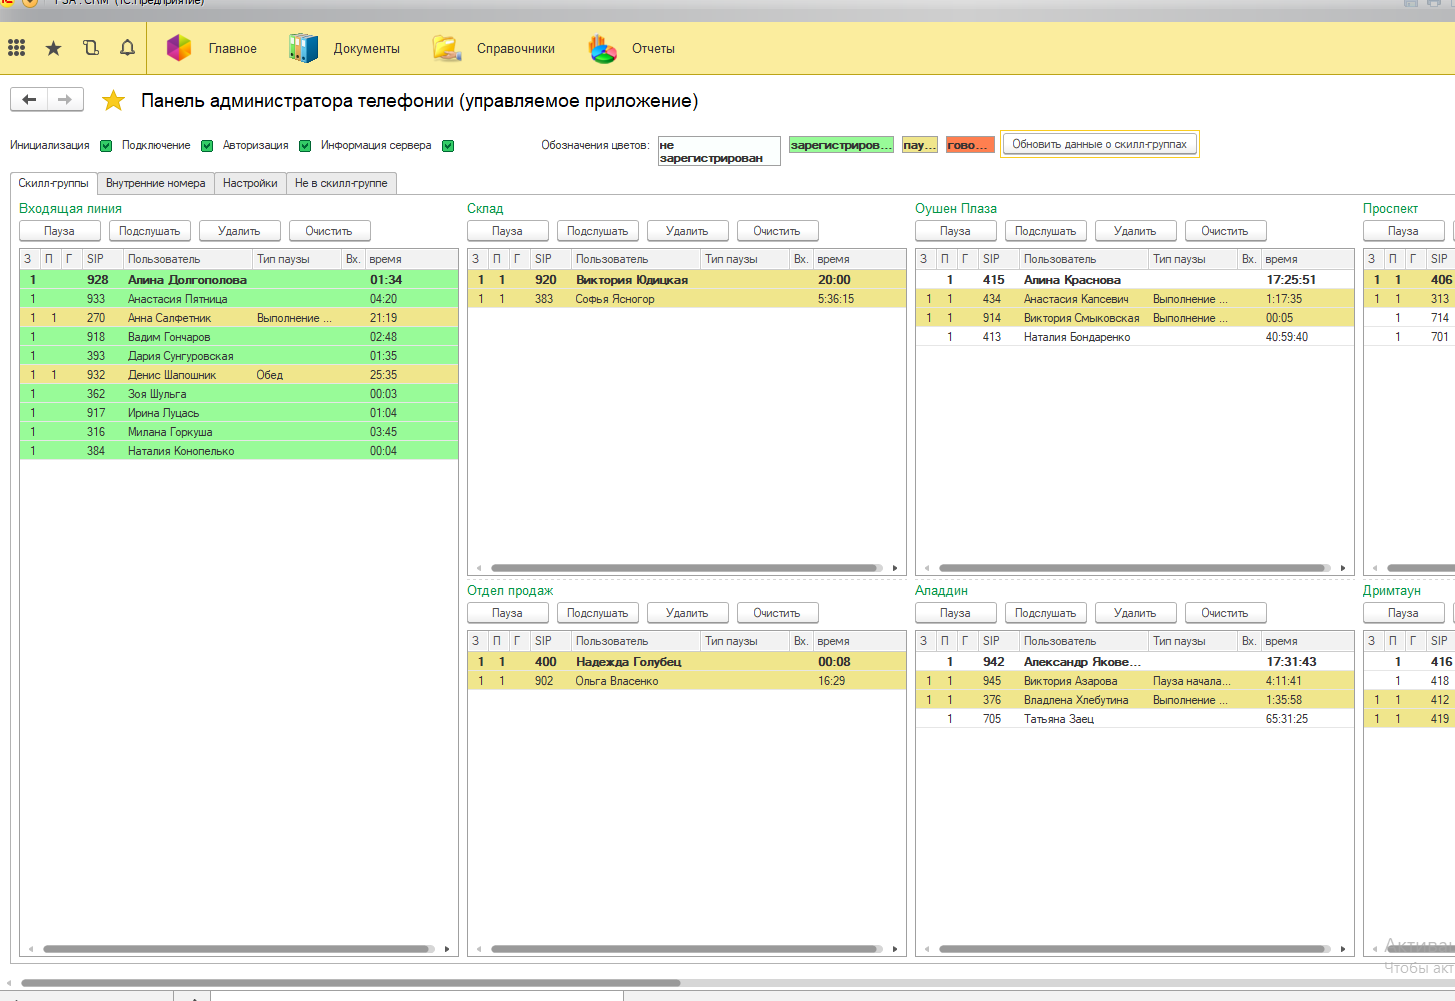 Главное Документы Справочники Отчеты
Панель администратора телефонии (управляемое приложение)
Инициализация Подключение Авторизация Информация сервера Обозначения цветов: не зарегистрирован зарегистриров... пау... гово... Обновить данные о скилл-группах
Скилл-группы Внутренние номера Настройки Не в скилл-группе
Входящая линия
Пауза Подслушать Удалить Очистить
З П Г SIP Пользователь Тип паузы Вх. время
1 928 Алина Долгополова 01:34
1 933 Анастасия Пятница 04:20
1 1 270 Анна Салфетник Выполнение ... 21:19
1 918 Вадим Гончаров 02:48
1 393 Дария Сунгуровская 01:35
1 1 932 Денис Шапошник Обед 25:35
1 362 Зоя Шульга 00:03
1 917 Ирина Луцась 01:04
1 316 Милана Горкуша 03:45
1 384 Наталия Конопелько 00:04
Склад
Пауза Подслушать Удалить Очистить
З П Г SIP Пользователь Тип паузы Вх. время
1 1 920 Виктория Юдицкая 20:00
1 1 383 Софья Ясногор 5:36:15
Оушен Плаза
Пауза Подслушать Удалить Очистить
З П Г SIP Пользователь Тип паузы Вх. время
1 415 Алина Краснова 17:25:51
1 1 434 Анастасия Капсевич Выполнение ... 1:17:35
1 1 914 Виктория Смыковская Выполнение ... 00:05
1 413 Наталия Бондаренко 40:59:40
Проспект
Пауза
З П Г SIP
1 1 406
1 1 313
1 714
1 701
Отдел продаж
Пауза Подслушать Удалить Очистить
З П Г SIP Пользователь Тип паузы Вх. время
1 1 400 Надежда Голубец 00:08
1 1 902 Ольга Власенко 16:29
Аладдин
Пауза Подслушать Удалить Очистить
З П Г SIP Пользователь Тип паузы Вх. время
1 942 Александр Якове... 17:31:43
1 1 945 Виктория Азарова Пауза начала... 4:11:41
1 1 376 Владлена Хлебутина Выполнение ... 1:35:58
1 705 Татьяна Заец 65:31:25
Дримтаун
Пауза
З П Г SIP
1 416
1 418
1 1 412
1 1 419
Чтобы акт